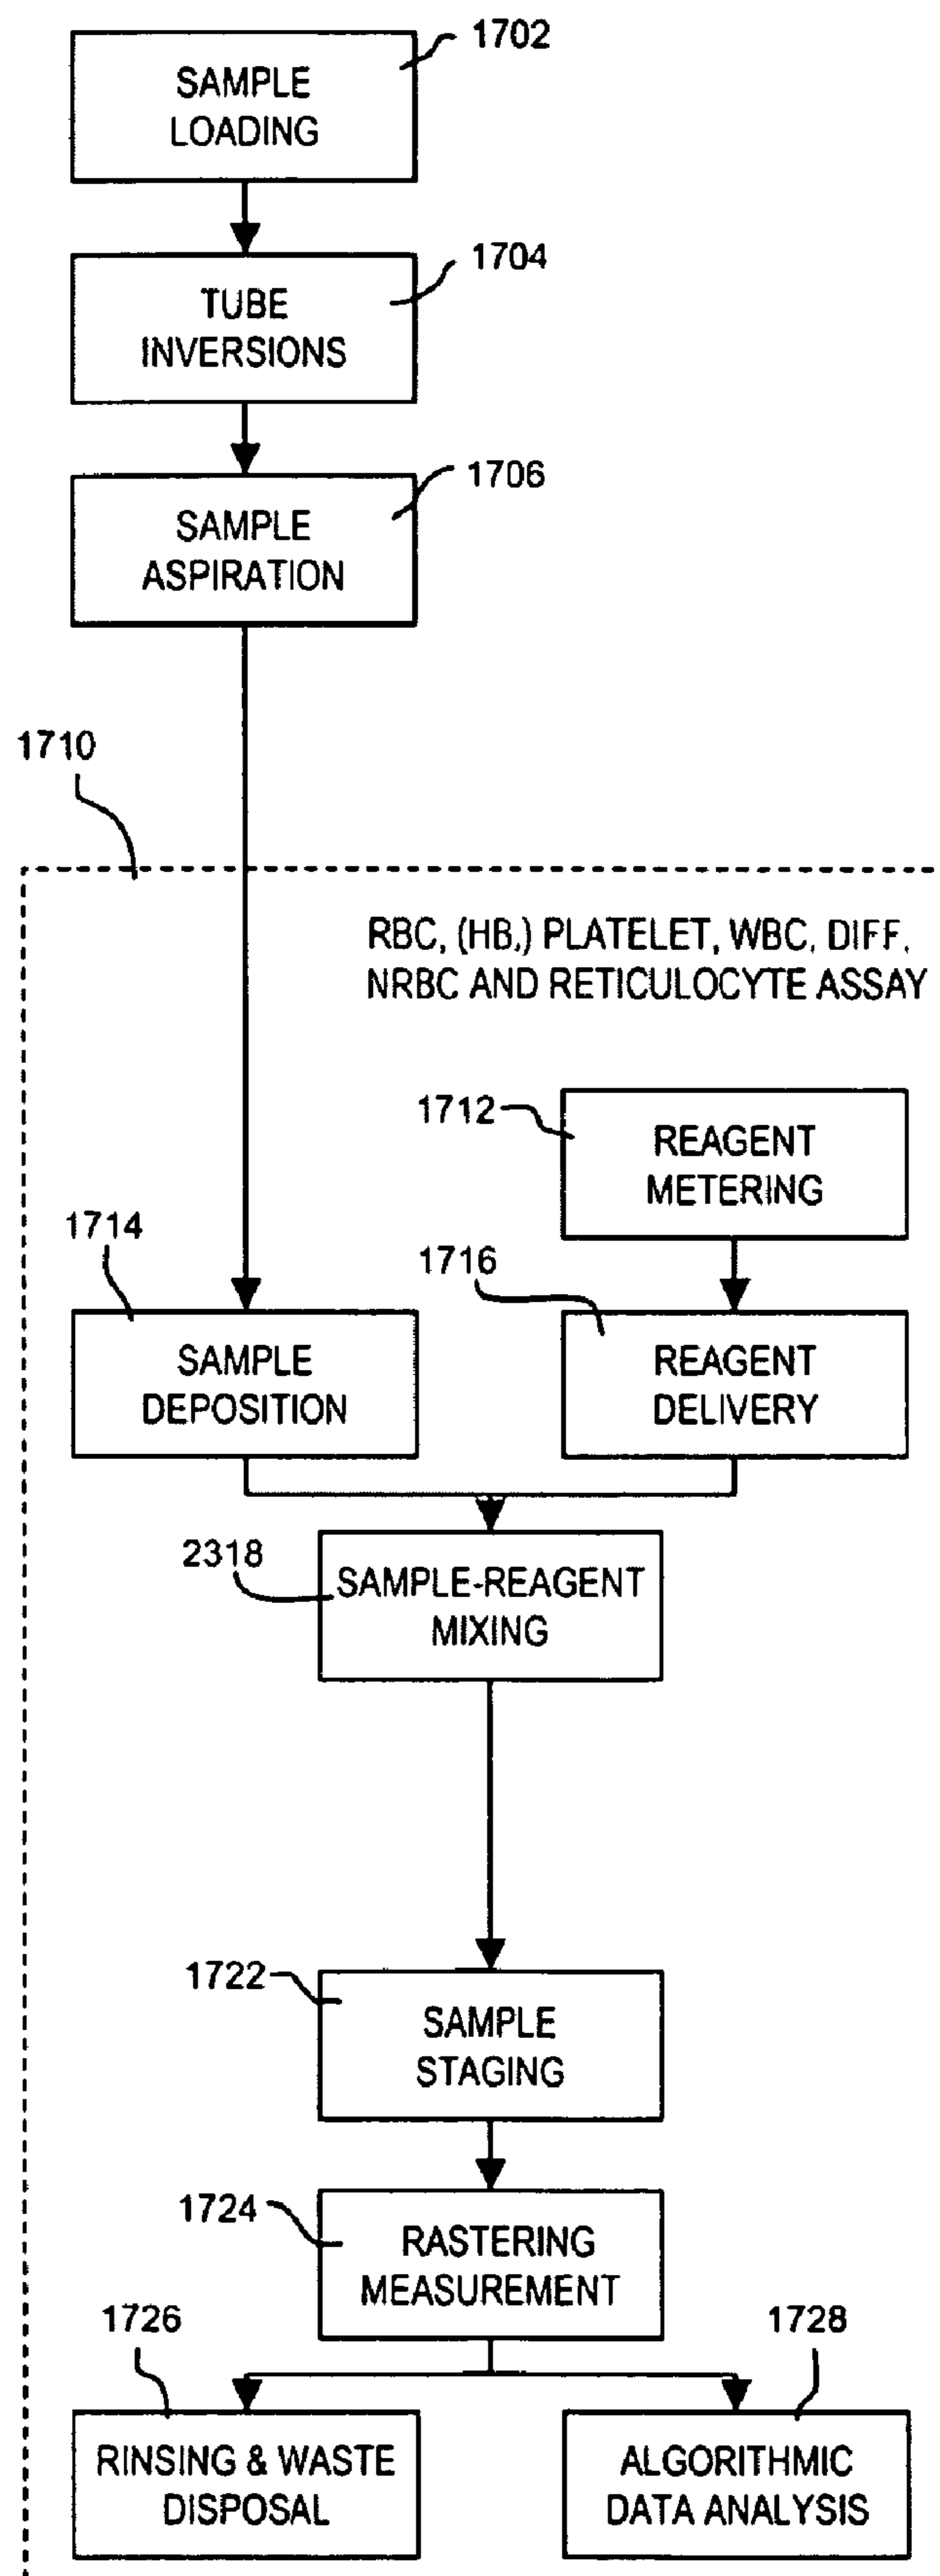 1702
SAMPLE
LOADING
1704
TUBE
INVERSIONS
1706
SAMPLE
ASPIRATION
1710
RBC, (HB,) PLATELET, WBC, DIFF,
NRBC AND RETICULOCYTE ASSAY
1712
REAGENT
METERING
1714
SAMPLE
DEPOSITION
1716
REAGENT
DELIVERY
2318
SAMPLE-REAGENT
MIXING
1722
SAMPLE
STAGING
1724
RASTERING
MEASUREMENT
1726
RINSING & WASTE
DISPOSAL
1728
ALGORITHMIC
DATA ANALYSIS